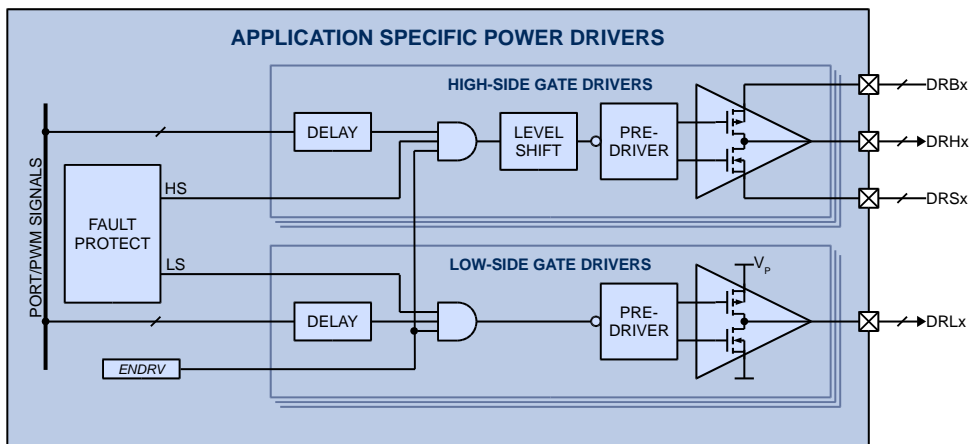 APPLICATION SPECIFIC POWER DRIVERS
HIGH-SIDE GATE DRIVERS
DRBx
DELAY
LEVEL
SHIFT
PRE-
DRIVER
DRHx
PORT/PWM SIGNALS
HS
FAULT
PROTECT
DRSx
LS
LOW-SIDE GATE DRIVERS
VP
DELAY
PRE-
DRIVER
DRLx
ENDRV